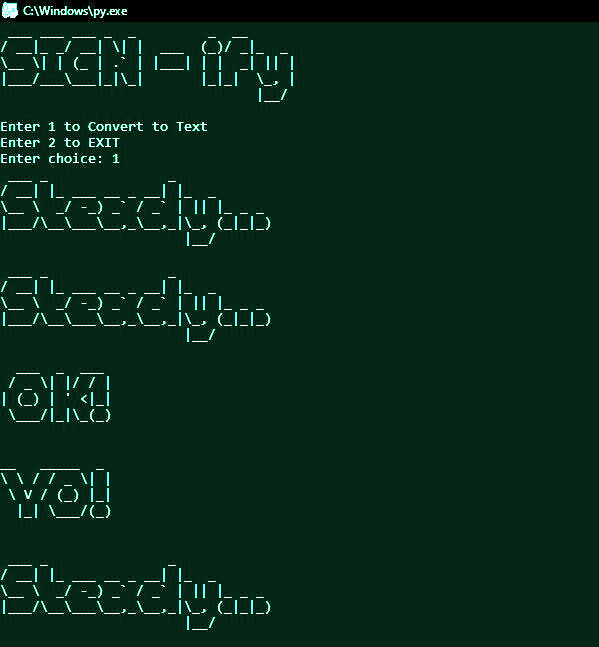 C:\Windows\py.exe
SIGN - ify
Enter 1 to Convert to Text
Enter 2 to EXIT
Enter choice: 1
Steady...
Steady...
OK!
YO!
Steady...